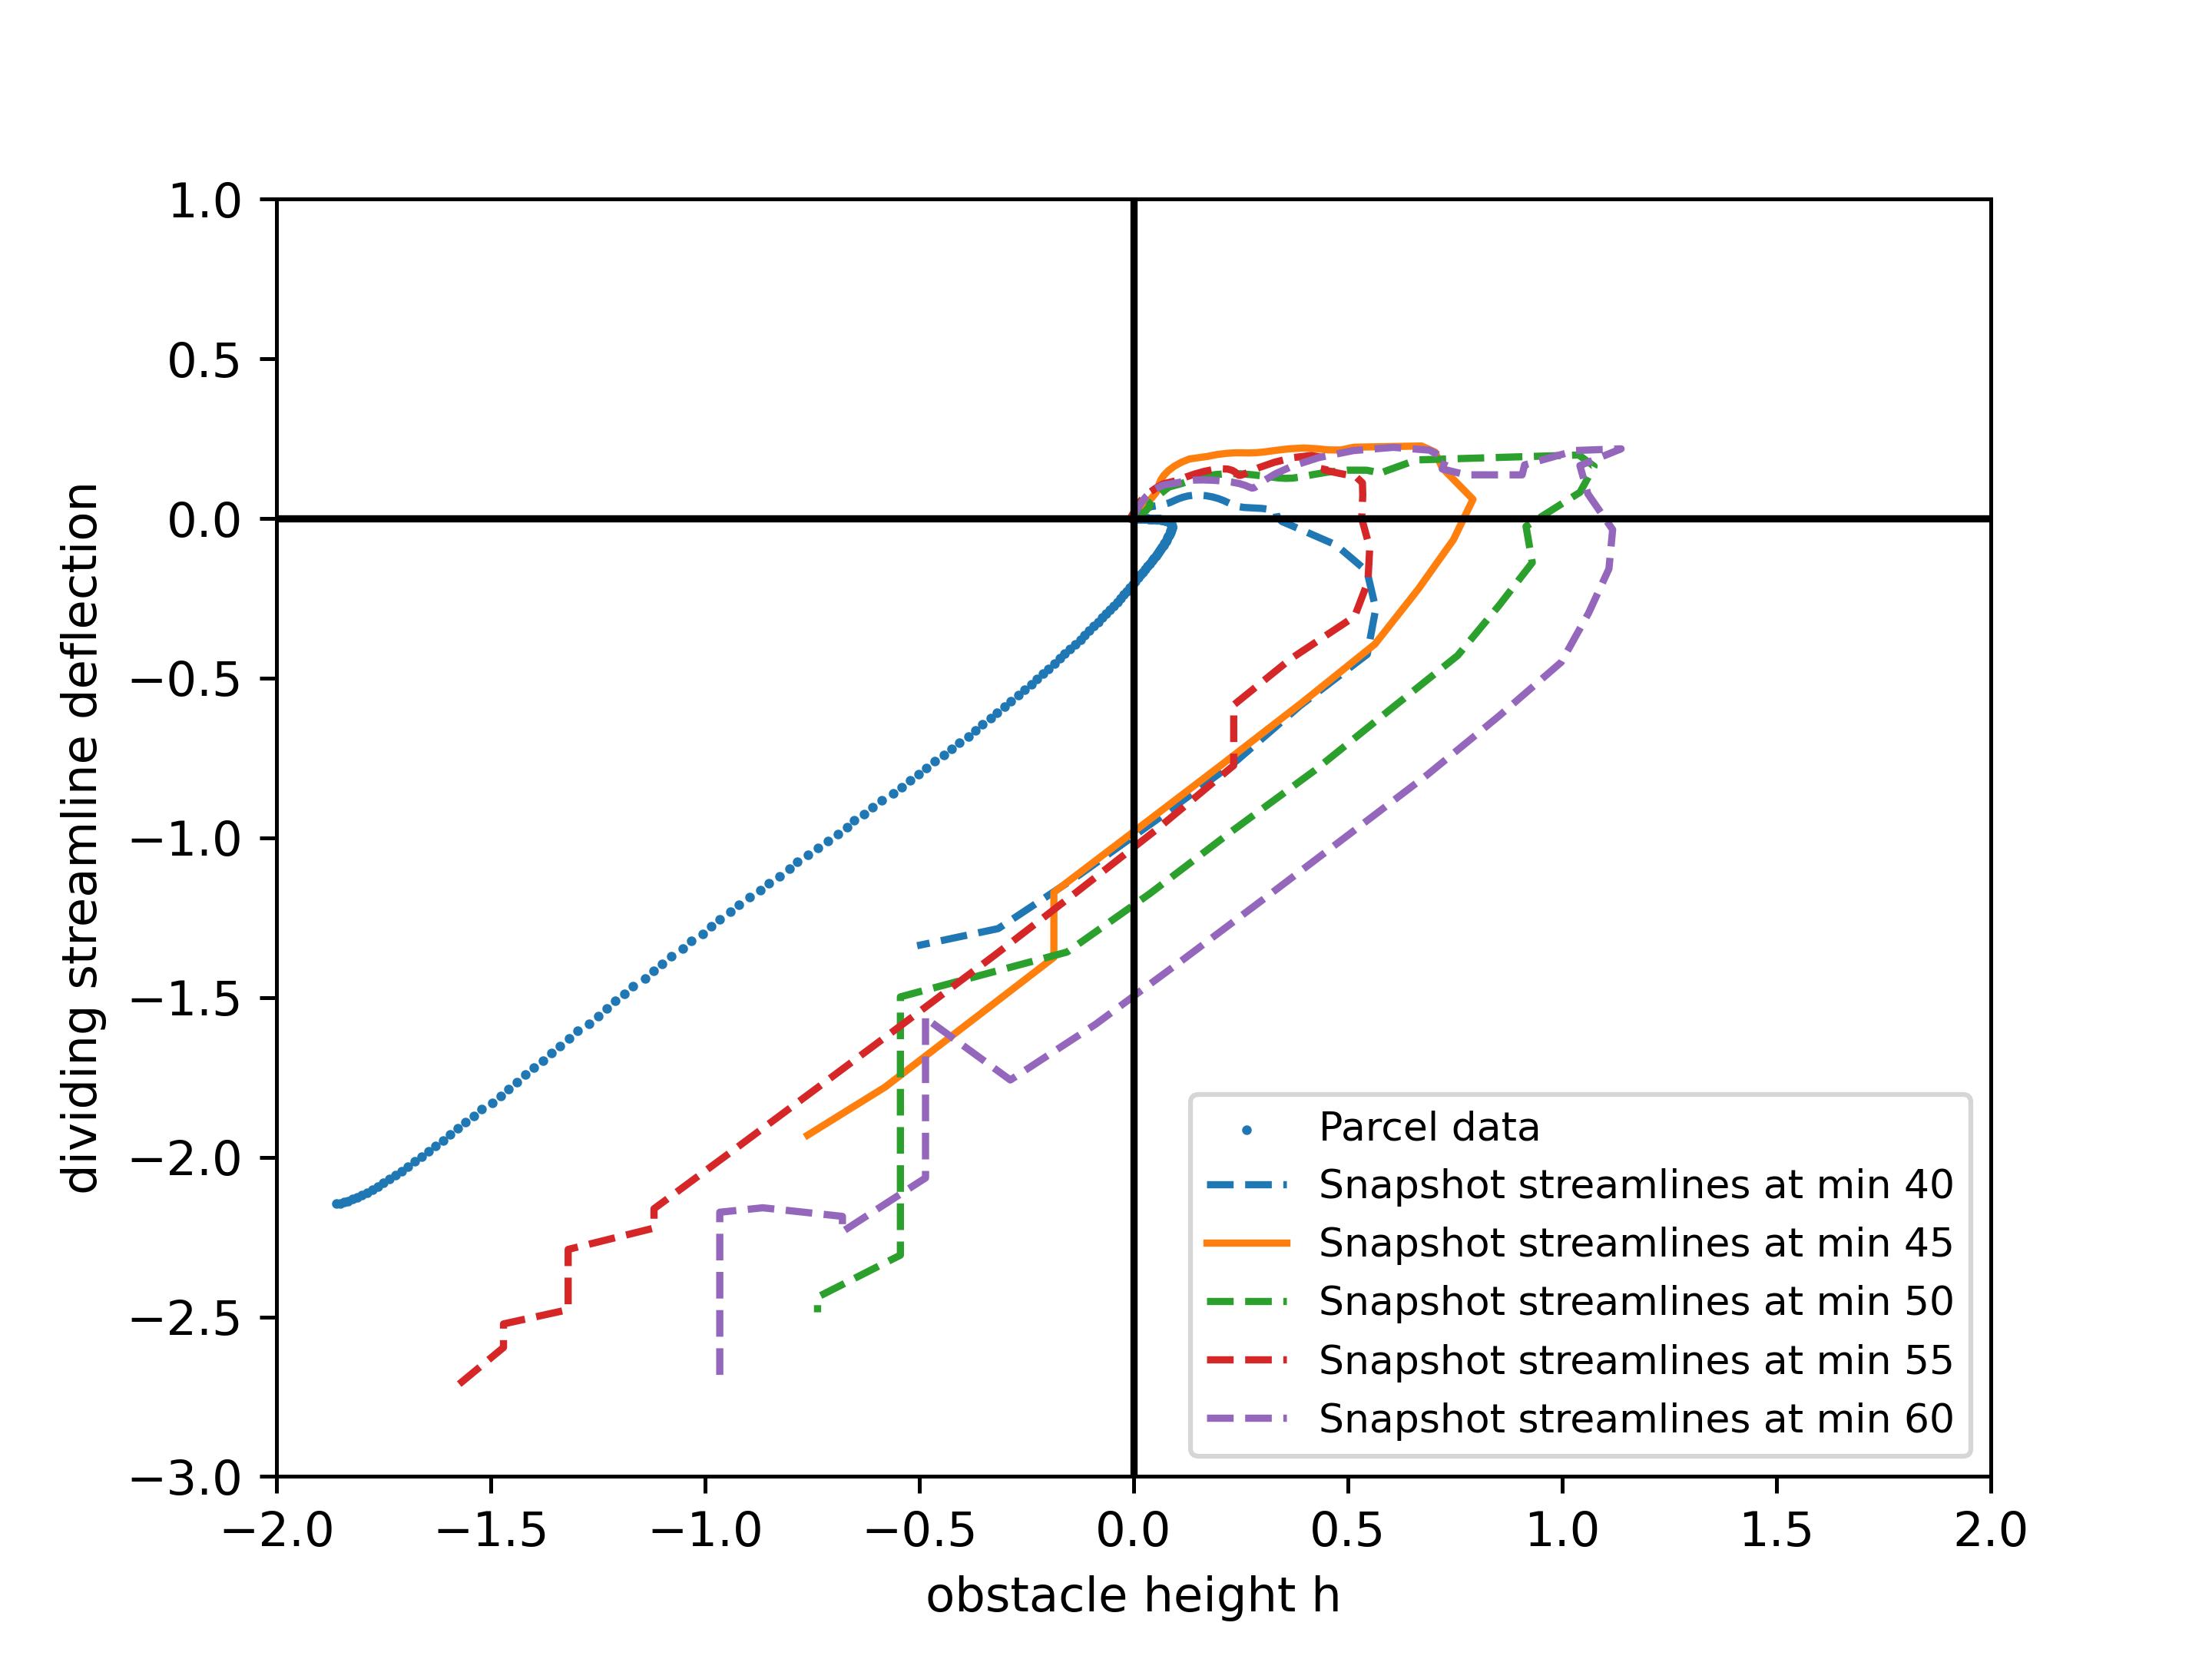 1.0
0.5
0.0
−0.5
−1.0
−1.5
−2.0
−2.5
−3.0
dividing streamline deflection
Parcel data
Snapshot streamlines at min 40
Snapshot streamlines at min 45
Snapshot streamlines at min 50
Snapshot streamlines at min 55
Snapshot streamlines at min 60
−2.0 −1.5 −1.0 −0.5 0.0 0.5 1.0 1.5 2.0
obstacle height h